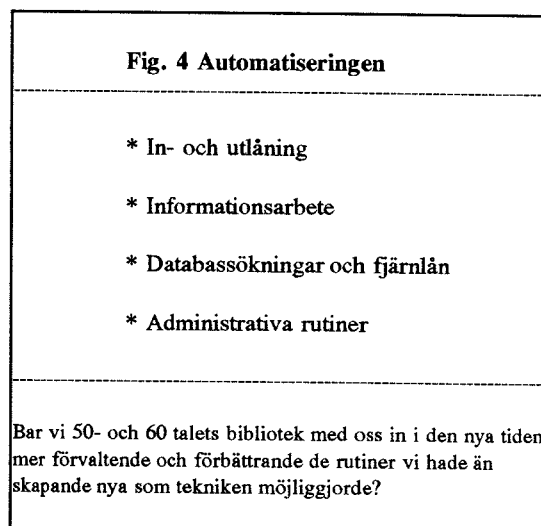 Fig. 4 Automatiseringen
* In- och utlåning
* Informationsarbete
* Databassökningar och fjärnlån
* Administrativa rutiner
Bar vi 50- och 60 talets bibliotek med oss in i den nya tiden
mer förvaltende och förbättrande de rutiner vi hade än
skapande nya som tekniken möjliggjorde?